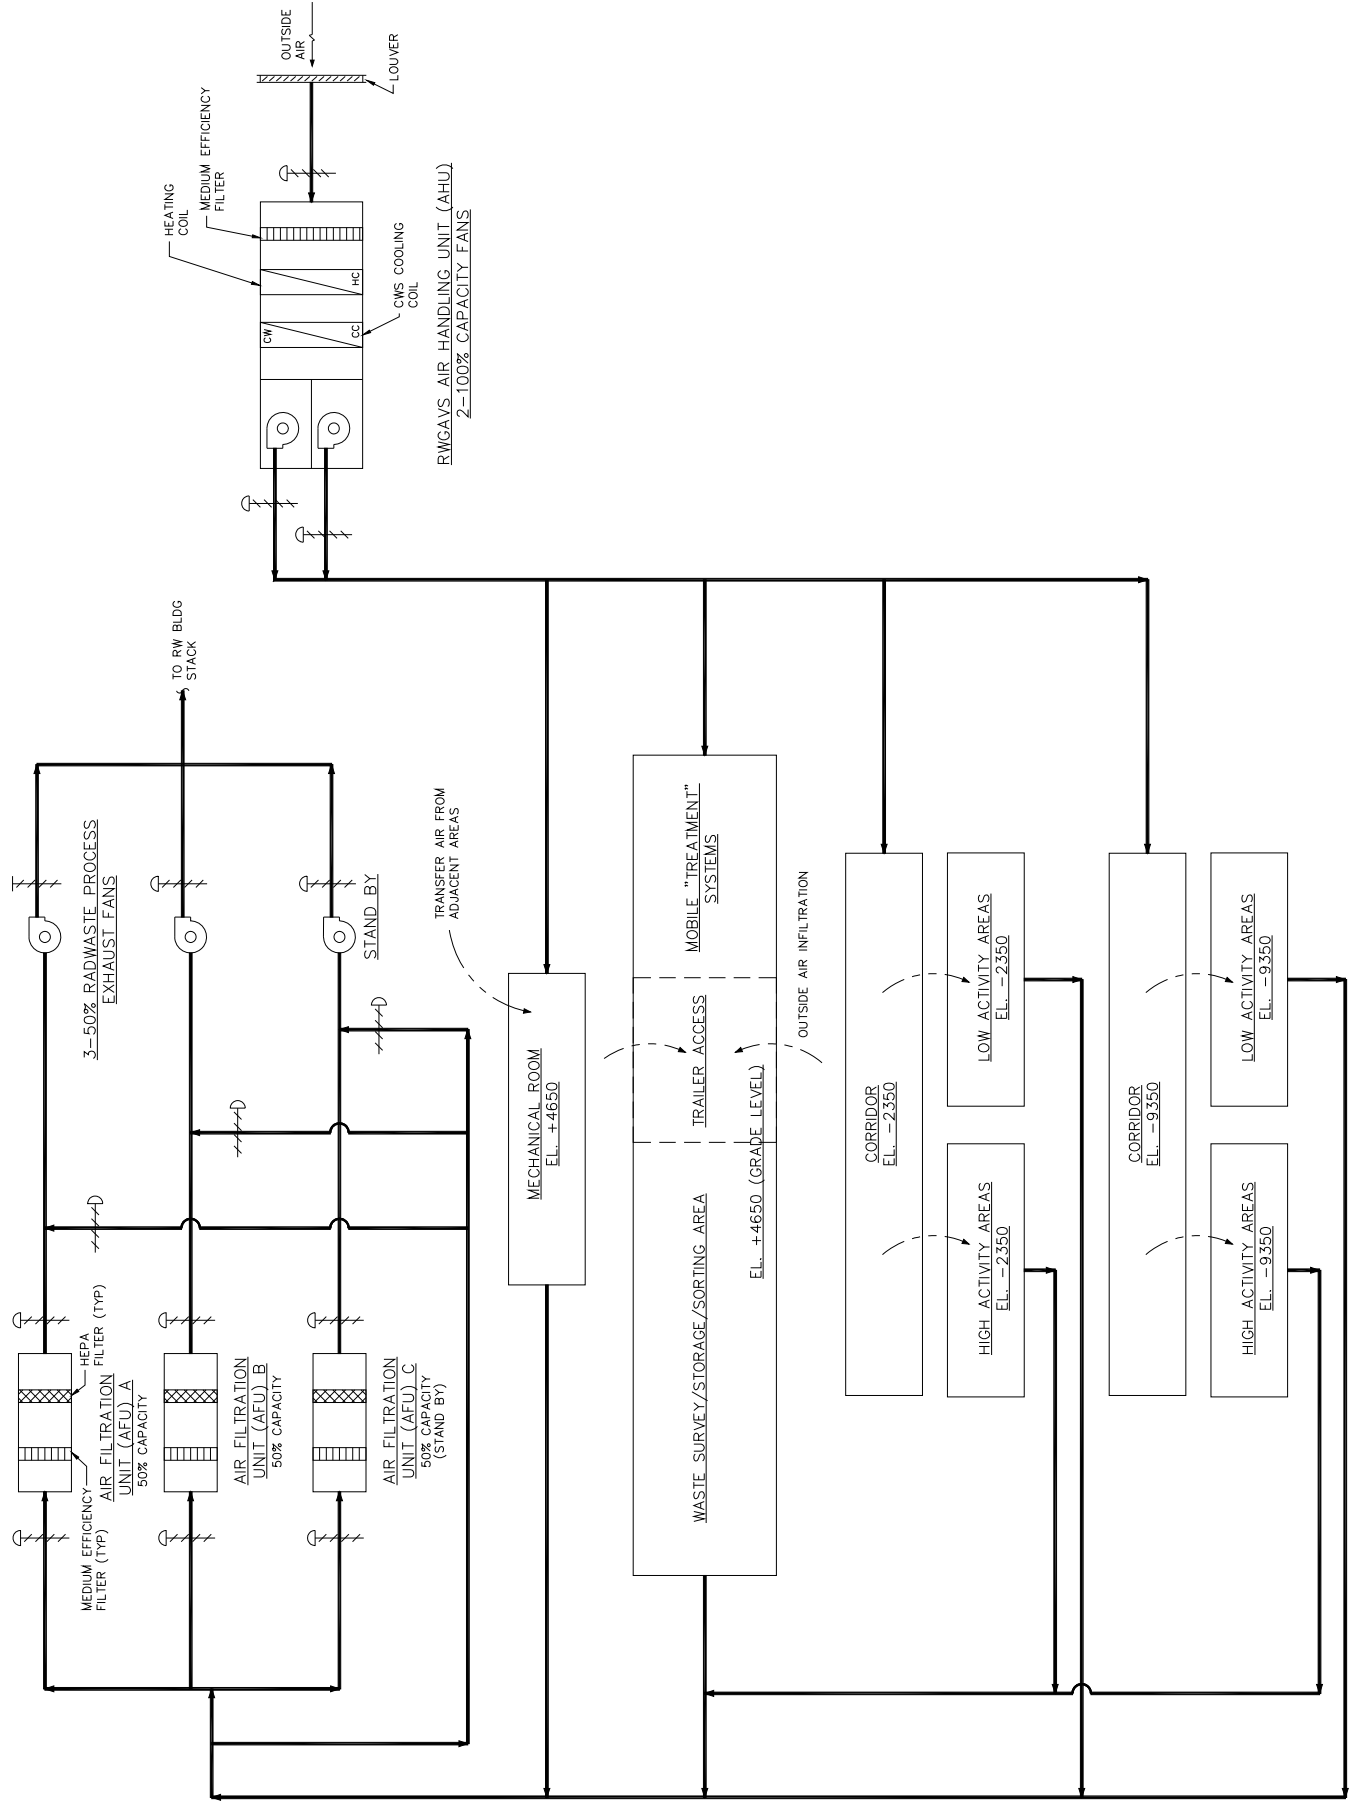 MEDIUM EFFICIENCY
FILTER (TYP)
HEPA
FILTER (TYP)
AIR FILTRATION
UNIT (AFU) A
50% CAPACITY
3-50% RADWASTE PROCESS
EXHAUST FANS
TO RW BLDG
STACK
HEATING
COIL
MEDIUM EFFICIENCY
FILTER
OUTSIDE
AIR
LOUVER
CW
CC
HC
CWS COOLING
COIL
RWGAVS AIR HANDLING UNIT (AHU)
2-100% CAPACITY FANS
AIR FILTRATION
UNIT (AFU) B
50% CAPACITY
AIR FILTRATION
UNIT (AFU) C
50% CAPACITY
(STAND BY)
STAND BY
TRANSFER AIR FROM
ADJACENT AREAS
MECHANICAL ROOM
EL. +4650
WASTE SURVEY/STORAGE/SORTING AREA
TRAILER ACCESS
MOBILE "TREATMENT"
SYSTEMS
EL. +4650 (GRADE LEVEL)
OUTSIDE AIR INFILTRATION
CORRIDOR
EL. -2350
HIGH ACTIVITY AREAS
EL. -2350
LOW ACTIVITY AREAS
EL. -2350
CORRIDOR
EL. -9350
HIGH ACTIVITY AREAS
EL. -9350
LOW ACTIVITY AREAS
EL. -9350